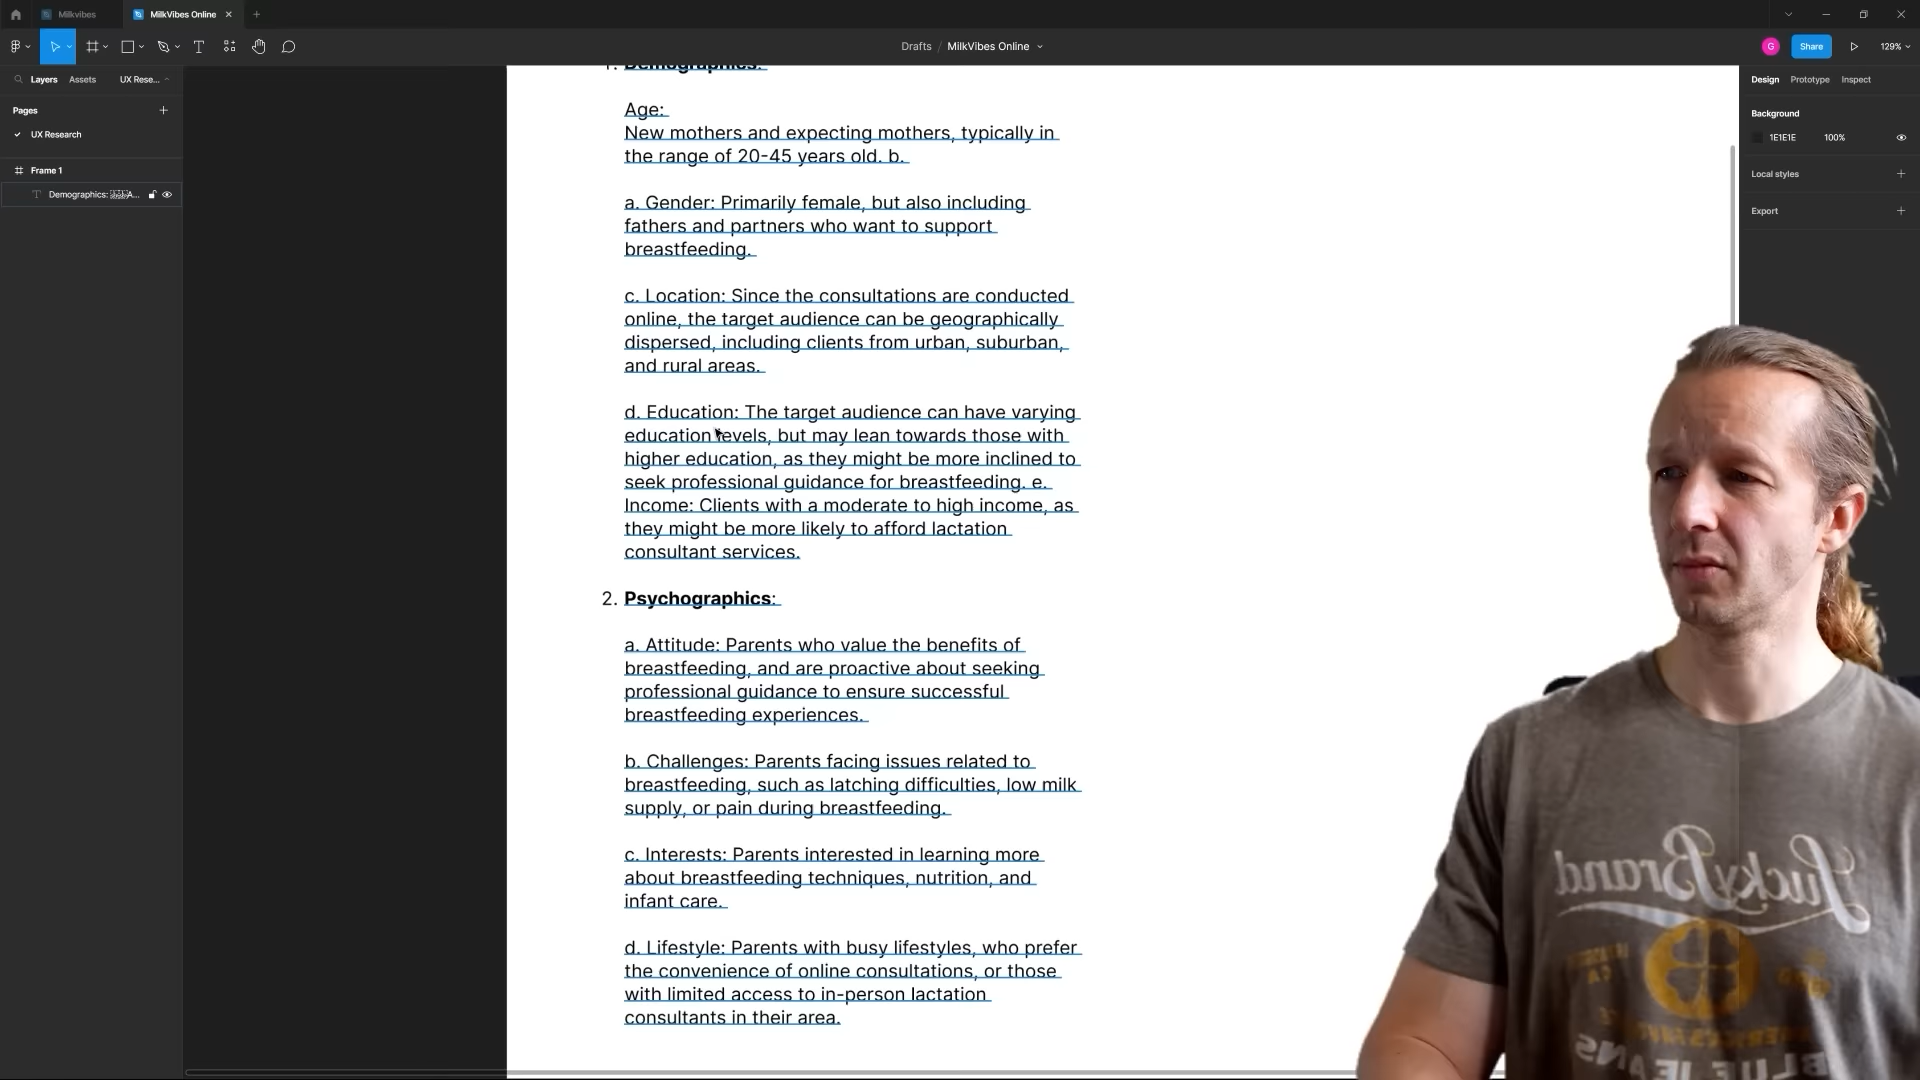 Milkvibes
MilkVibes Online
Drafts / MilkVibes Online
G
Share
129%
Layers
Assets
UX Rese...
Design
Prototype
Inspect
Pages
UX Research
Background
1E1E1E
100%
Frame 1
Demographics:
Local styles
Export
1. Demographics:
Age:
New mothers and expecting mothers, typically in
the range of 20-45 years old. b.
a. Gender: Primarily female, but also including
fathers and partners who want to support
breastfeeding.
c. Location: Since the consultations are conducted
online, the target audience can be geographically
dispersed, including clients from urban, suburban,
and rural areas.
d. Education: The target audience can have varying
education levels, but may lean towards those with
higher education, as they might be more inclined to
seek professional guidance for breastfeeding. e.
Income: Clients with a moderate to high income, as
they might be more likely to afford lactation
consultant services.
2. Psychographics:
a. Attitude: Parents who value the benefits of
breastfeeding, and are proactive about seeking
professional guidance to ensure successful
breastfeeding experiences.
b. Challenges: Parents facing issues related to
breastfeeding, such as latching difficulties, low milk
supply, or pain during breastfeeding.
c. Interests: Parents interested in learning more
about breastfeeding techniques, nutrition, and
infant care.
d. Lifestyle: Parents with busy lifestyles, who prefer
the convenience of online consultations, or those
with limited access to in-person lactation
consultants in their area.
LuckyBrand
BLUE JEANS